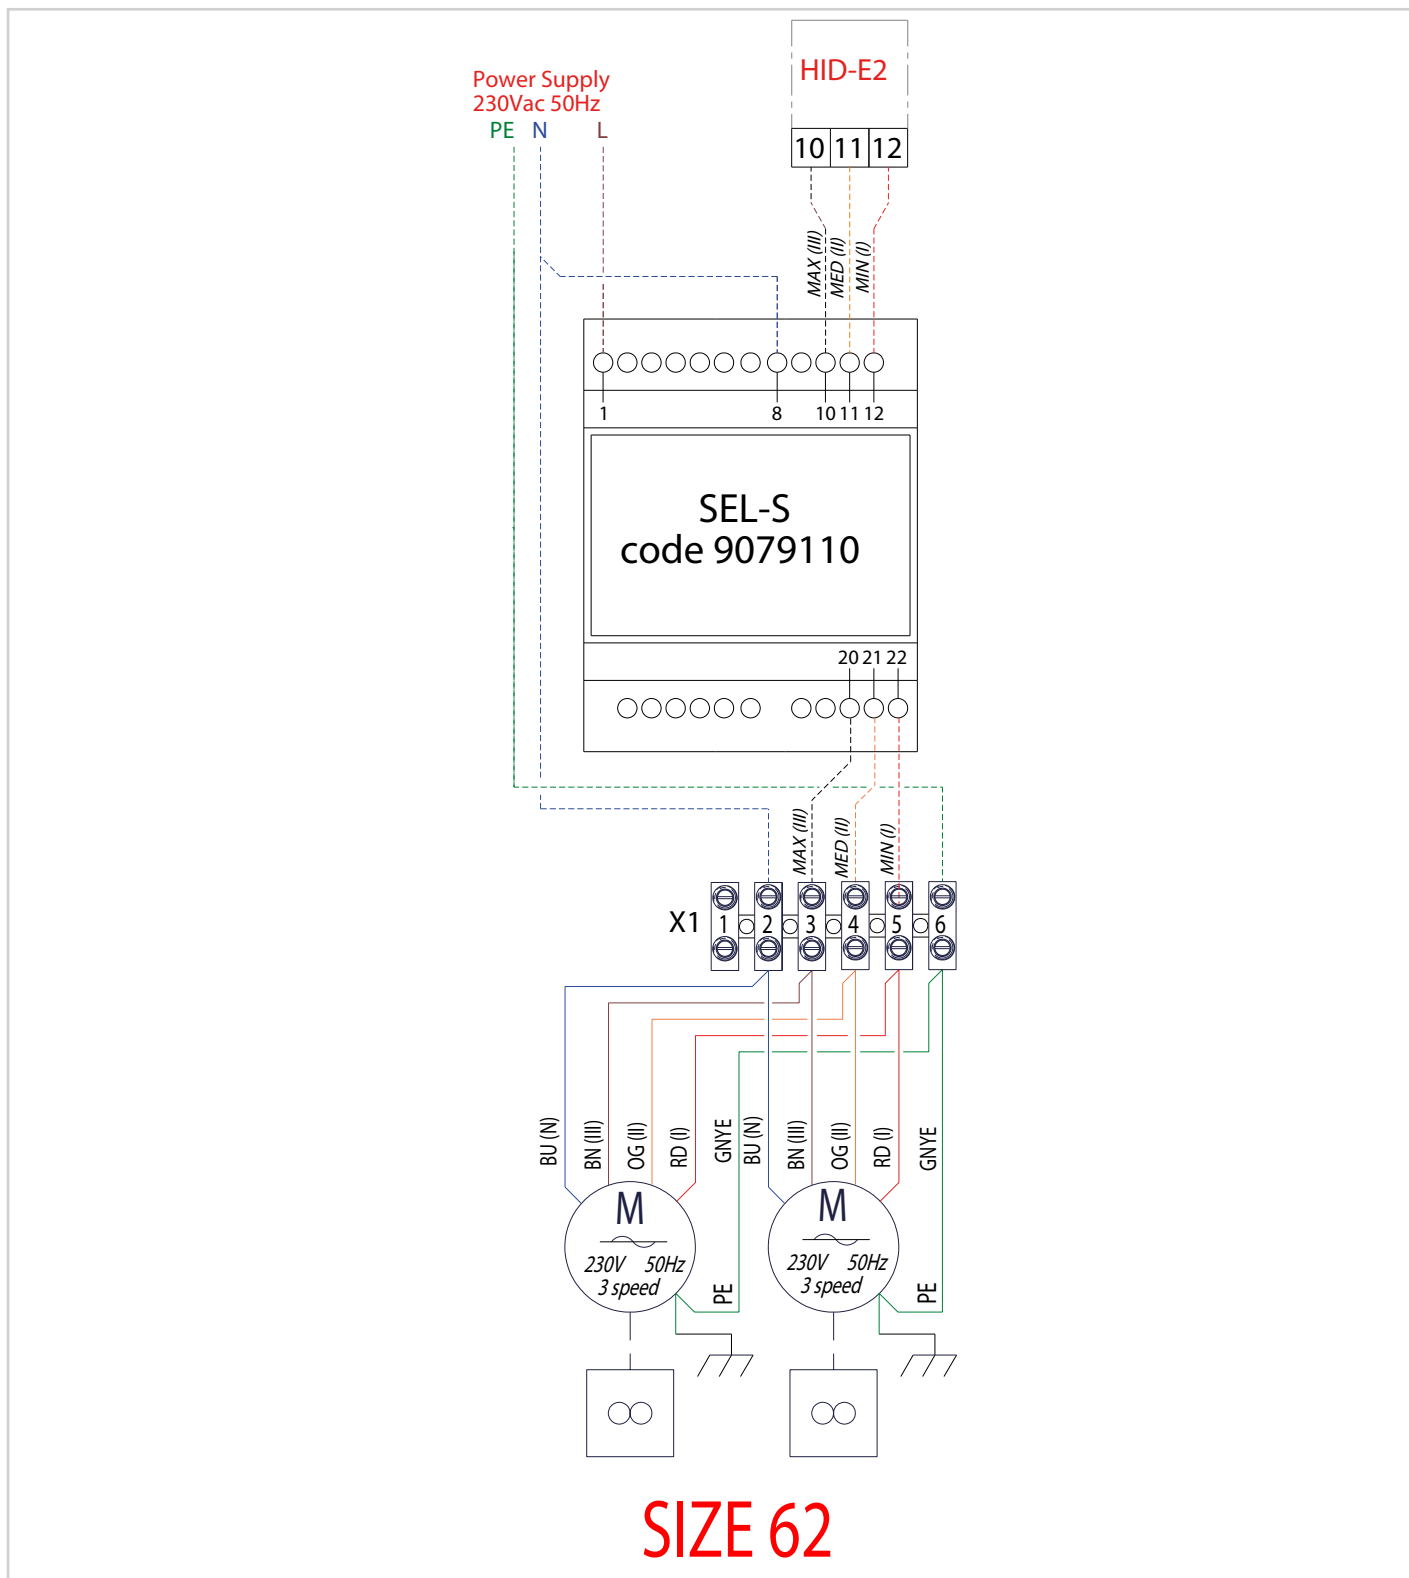 HID-E2
Power Supply
230Vac 50Hz
PE N L
10 11 12
MAX (III)
MED (II)
MIN (I)
1 8 10 11 12
SEL-S
code 9079110
20 21 22
MAX (III)
MED (II)
MIN (I)
X1 1 2 3 4 5 6
BU (N)
BN (III)
OG (II)
RD (I)
GNYE
BU (N)
BN (III)
OG (II)
RD (I)
GNYE
M
230V 50Hz
3 speed
PE
M
230V 50Hz
3 speed
PE
SIZE 62